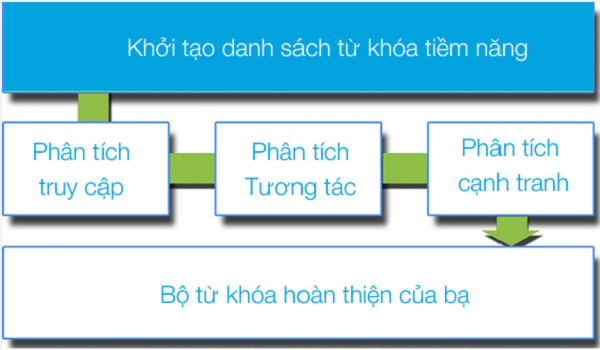 Khởi tạo danh sách từ khóa tiềm năng
Phân tích
truy cập
Phân tích
Tương tác
Phân tích
cạnh tranh
Bộ từ khóa hoàn thiện của bạ